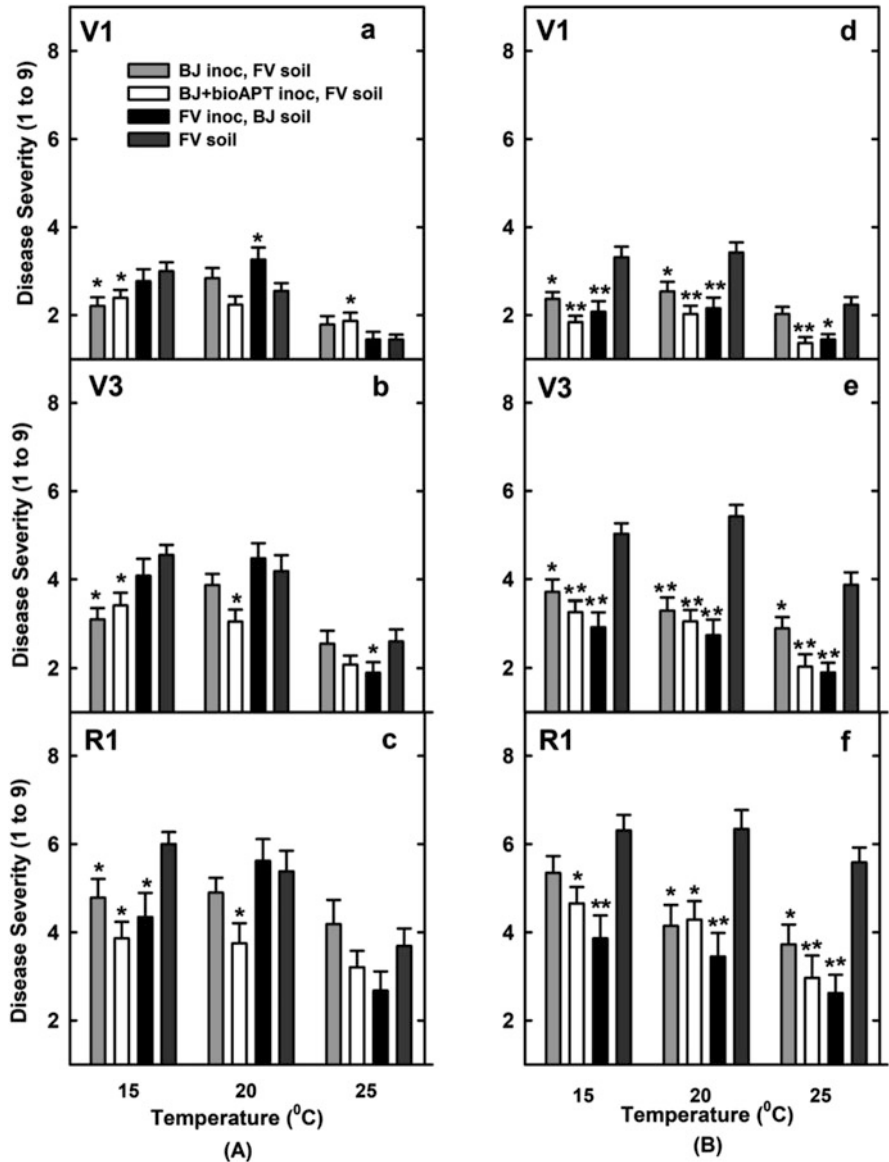 V1 a
8
6
4
2
Disease Severity (1 to 9)
BJ inoc, FV soil
BJ+bioAPT inoc, FV soil
FV inoc, BJ soil
FV soil
* * * *
V3 b
8
6
4
2
Disease Severity (1 to 9)
* * * *
R1 c
8
6
4
2
Disease Severity (1 to 9)
* * * *
15 20 25
Temperature (⁰C)
(A)
V1 d
8
6
4
2
* ** ** * ** ** ** *
V3 e
8
6
4
2
* ** ** ** ** ** * ** **
R1 f
8
6
4
2
* ** * * ** * ** **
15 20 25
Temperature (⁰C)
(B)